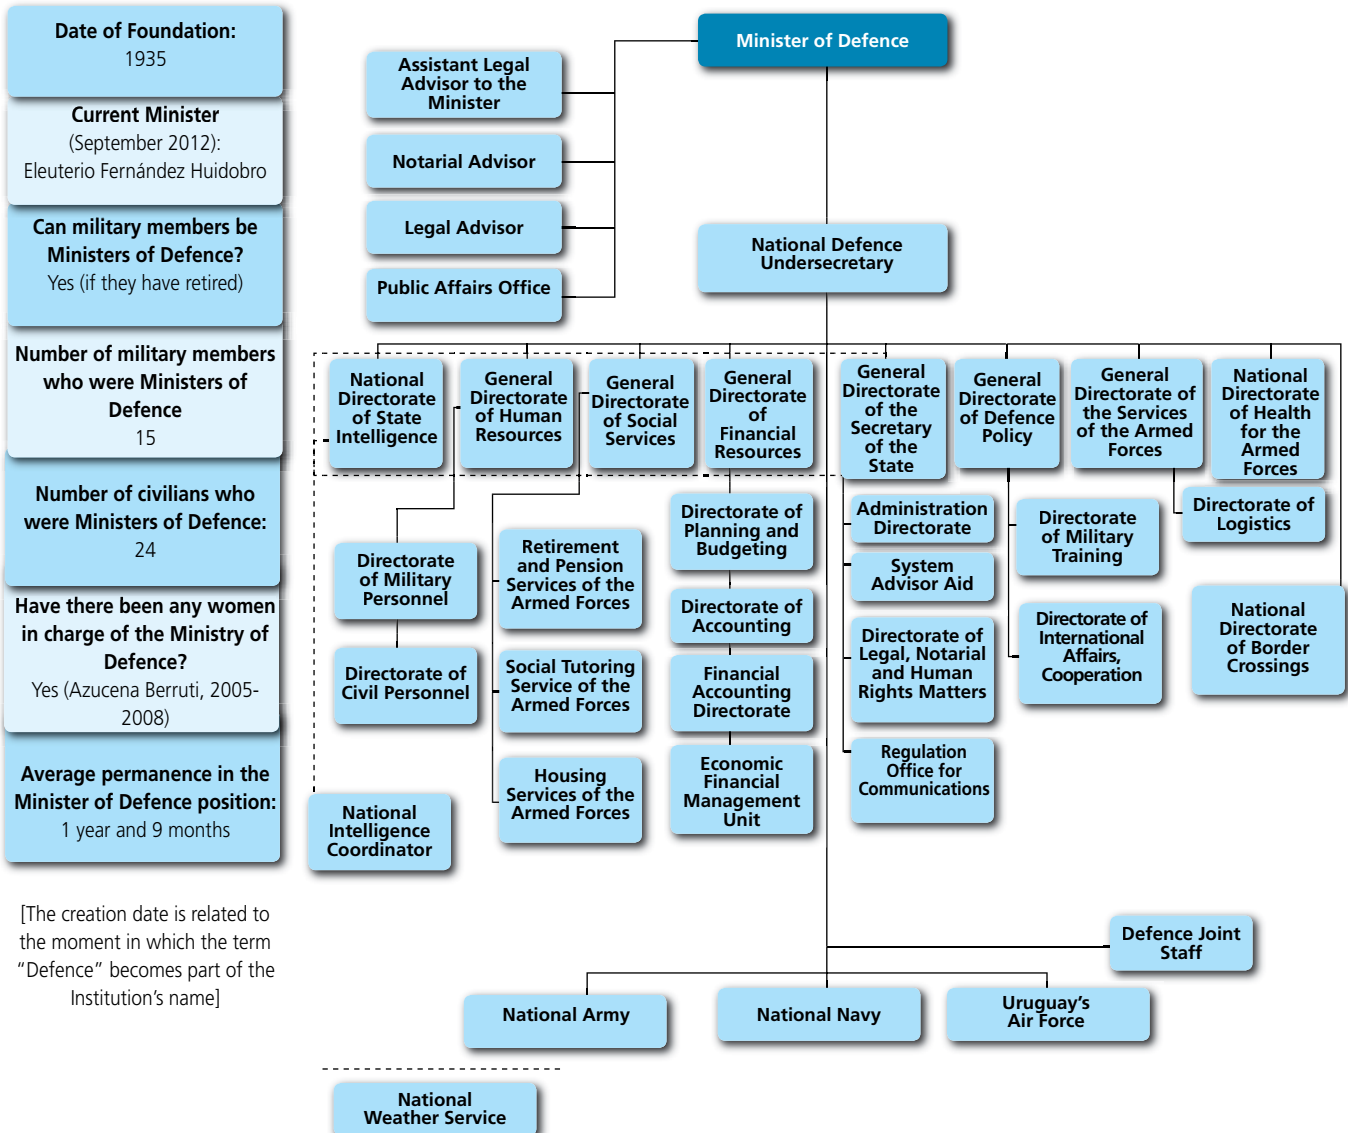 Date of Foundation:
1935
Current Minister
(September 2012):
Eleuterio Fernández Huidobro
Can military members be
Ministers of Defence?
Yes (if they have retired)
Number of military members
who were Ministers of
Defence
15
Number of civilians who
were Ministers of Defence:
24
Have there been any women
in charge of the Ministry of
Defence?
Yes (Azucena Berruti, 2005-
2008)
Average permanence in the
Minister of Defence position:
1 year and 9 months
[The creation date is related to
the moment in which the term
“Defence” becomes part of the
Institution’s name]
Minister of Defence
Assistant Legal
Advisor to the
Minister
Notarial Advisor
Legal Advisor
Public Affairs Office
National Defence
Undersecretary
National
Directorate
of State
Intelligence
General
Directorate
of Human
Resources
General
Directorate
of Social
Services
General
Directorate
of
Financial
Resources
General
Directorate
of the
Secretary
of the
State
General
Directorate
of Defence
Policy
General
Directorate of
the Services
of the Armed
Forces
National
Directorate
of Health
for the
Armed
Forces
Directorate
of Military
Personnel
Directorate of
Civil Personnel
Retirement
and Pension
Services of the
Armed Forces
Social Tutoring
Service of the
Armed Forces
Housing
Services of the
Armed Forces
Directorate of
Planning and
Budgeting
Directorate of
Accounting
Financial
Accounting
Directorate
Economic
Financial
Management
Unit
Administration
Directorate
System
Advisor Aid
Directorate of
Legal, Notarial
and Human
Rights Matters
Regulation
Office for
Communications
Directorate
of Military
Training
Directorate of
International
Affairs,
Cooperation
Directorate of
Logistics
National
Directorate
of Border
Crossings
National
Intelligence
Coordinator
Defence Joint
Staff
National Army
National Navy
Uruguay’s
Air Force
National
Weather Service